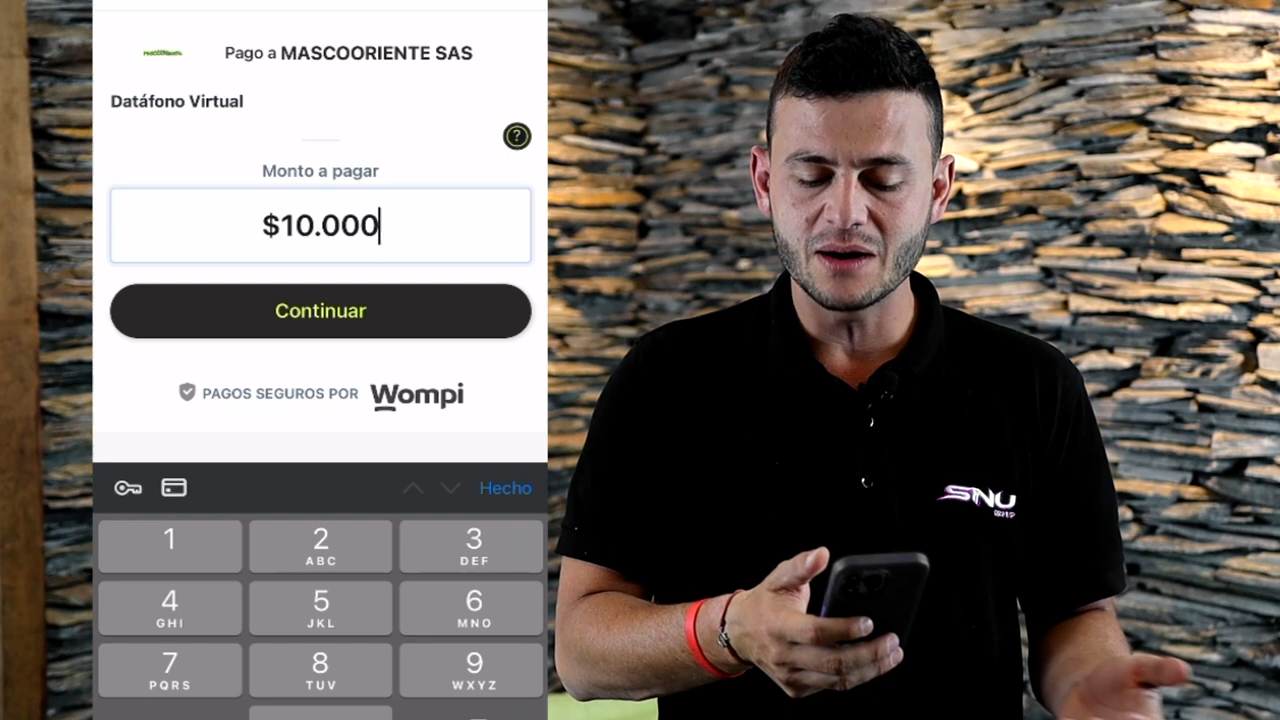 Pago a MASCOORIENTE SAS
Datáfono Virtual
?
Monto a pagar
$10.000
Continuar
PAGOS SEGUROS POR Wompi
Hecho
1
2 ABC
3 DEF
4 GHI
5 JKL
6 MNO
7 PQRS
8 TUV
9 WXYZ
SNU